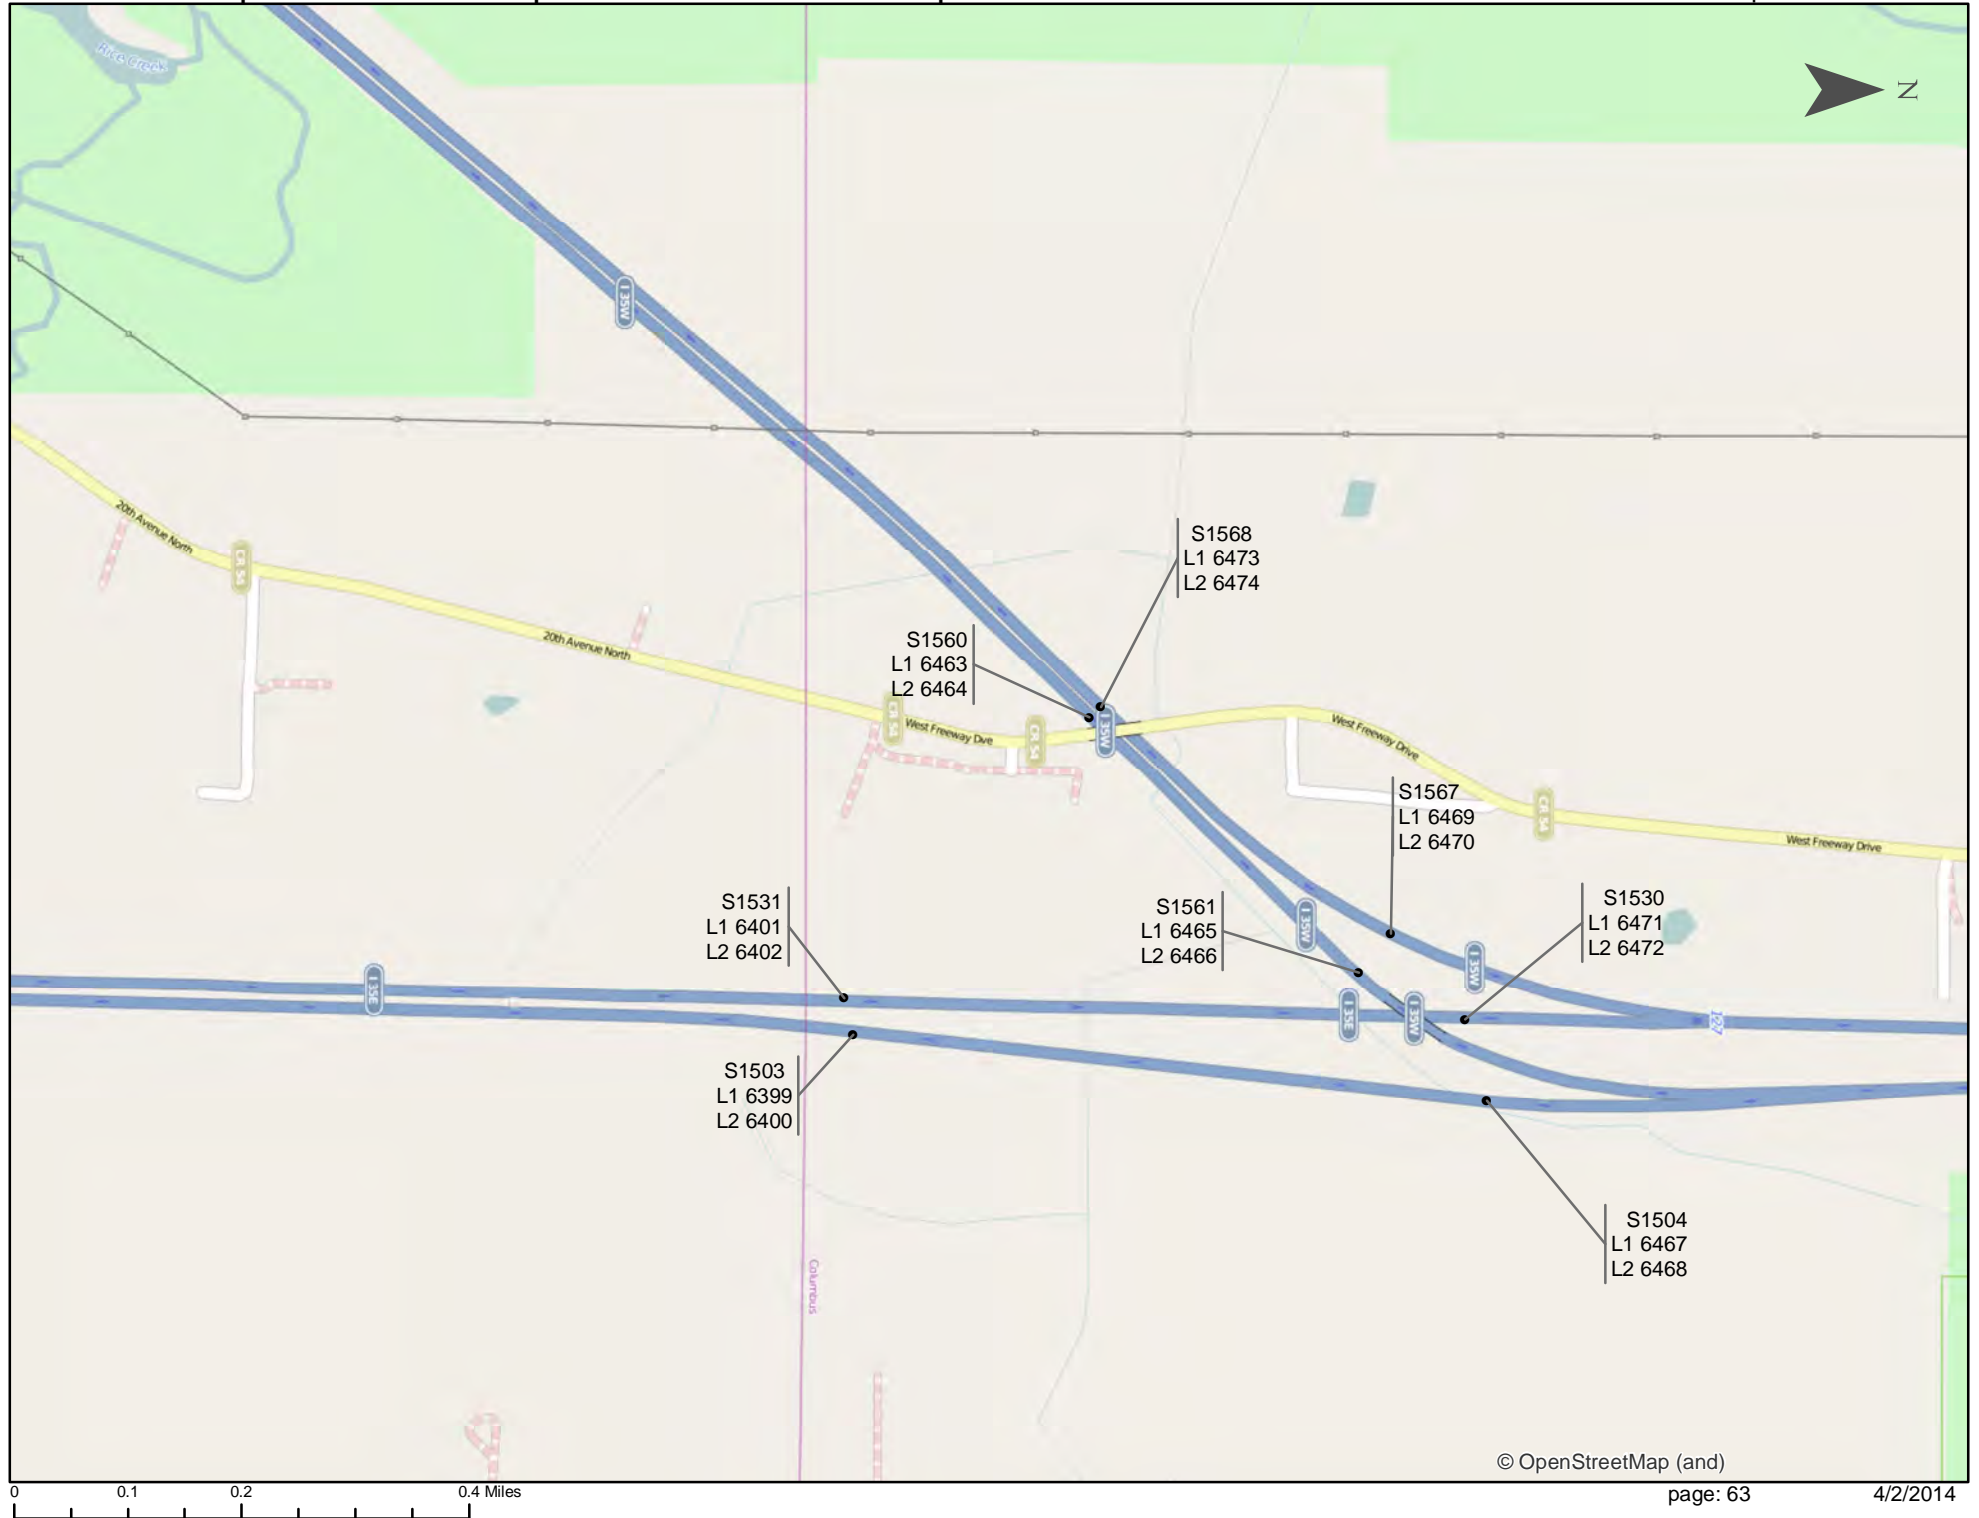 Rice Creek
N
I 35W
20th Avenue North
CR 54
20th Avenue North
S1568
L1 6473
L2 6474
S1560
L1 6463
L2 6464
CR 54
West Freeway Dve
CR 54
I 35W
West Freeway Drive
S1567
L1 6469
L2 6470
CR 54
West Freeway Drive
S1531
L1 6401
L2 6402
S1561
L1 6465
L2 6466
I 35W
S1530
L1 6471
L2 6472
I 35W
I 35E
I 35E
I 35W
127
S1503
L1 6399
L2 6400
S1504
L1 6467
L2 6468
Columbus
© OpenStreetMap (and)
0 0.1 0.2 0.4 Miles
page: 63 4/2/2014